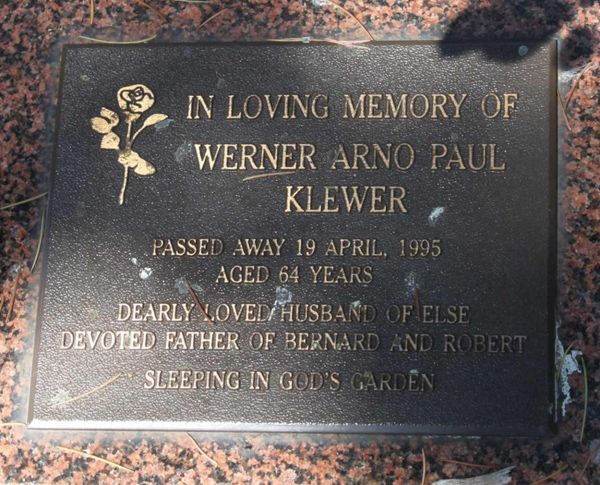 IN LOVING MEMORY OF
WERNER ARNO PAUL
KLEWER
PASSED AWAY 19 APRIL, 1995
AGED 64 YEARS
DEARLY LOVED HUSBAND OF ELSE
DEVOTED FATHER OF BERNARD AND ROBERT
SLEEPING IN GOD'S GARDEN